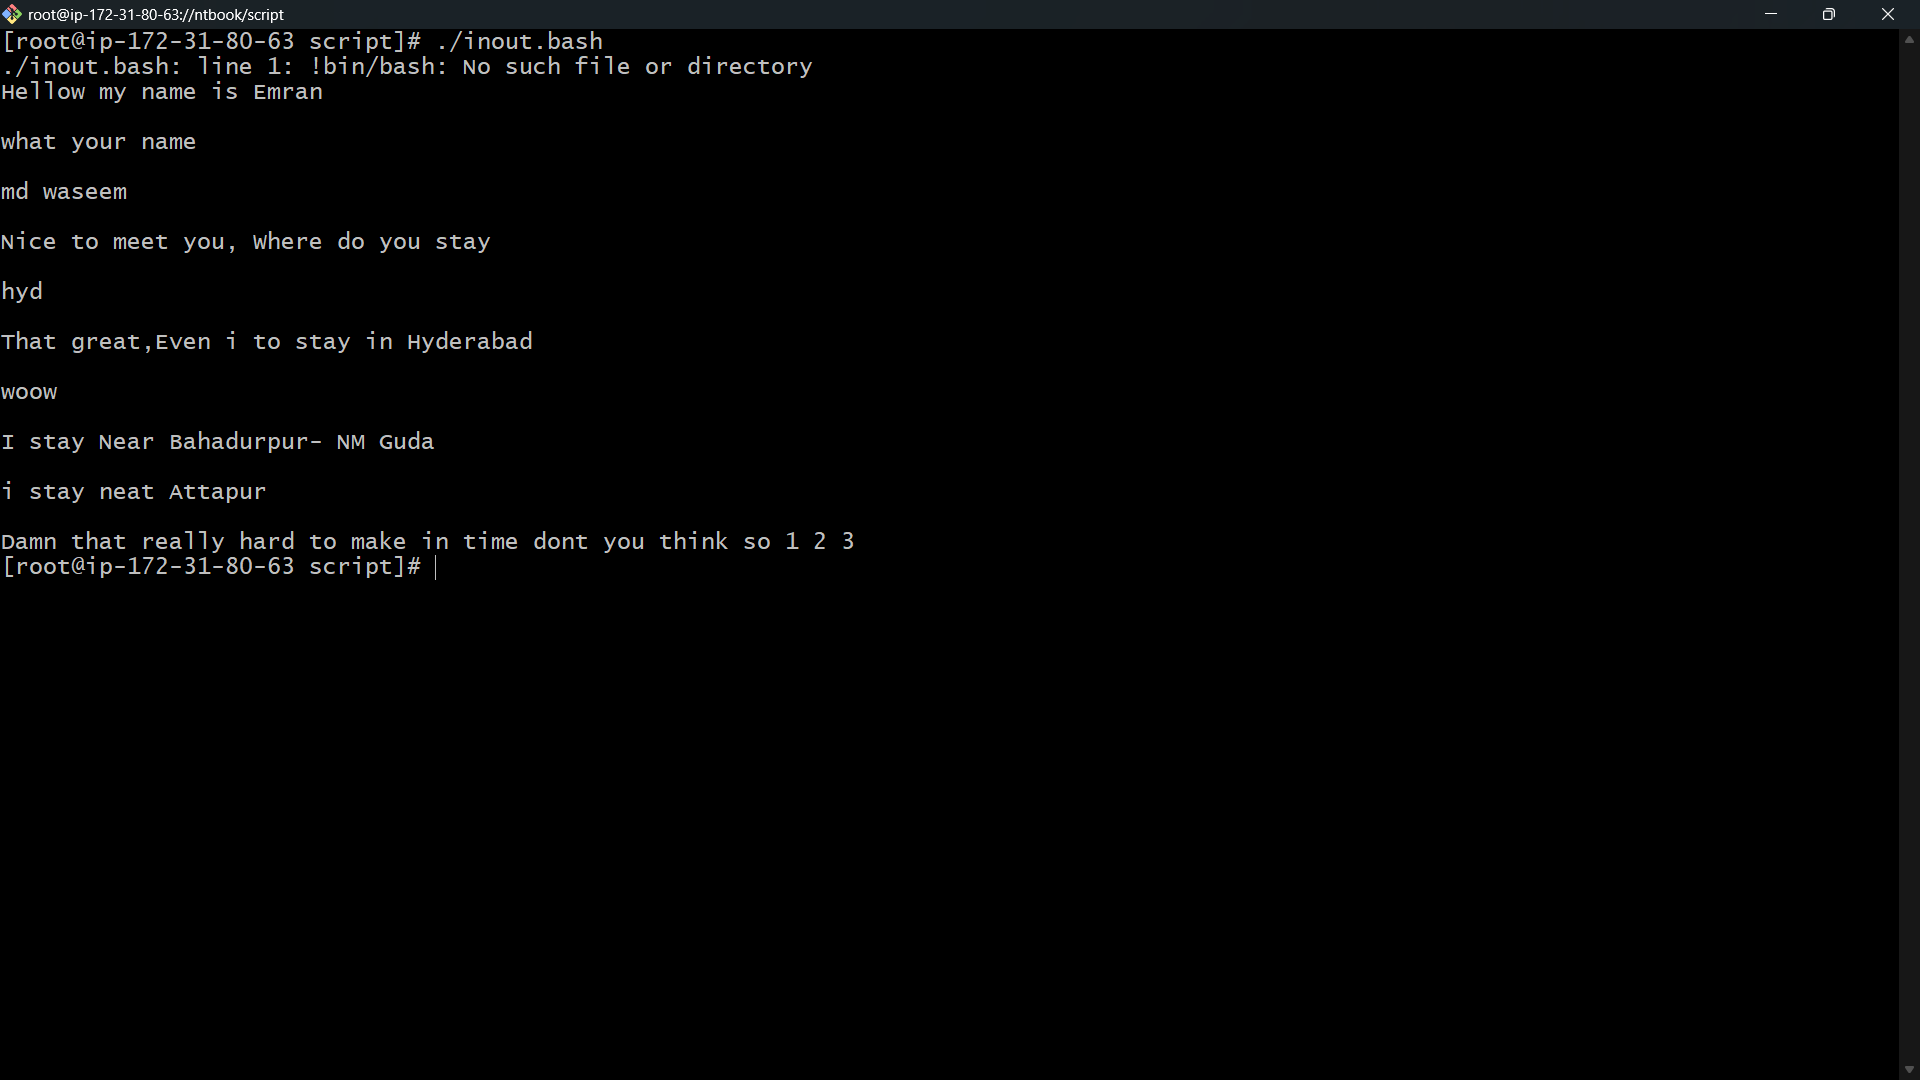 root@ip-172-31-80-63://ntbook/script
[root@ip-172-31-80-63 script]# ./inout.bash
./inout.bash: line 1: !bin/bash: No such file or directory
Hellow my name is Emran
what your name
md waseem
Nice to meet you, Where do you stay
hyd
That great,Even i to stay in Hyderabad
woow
I stay Near Bahadurpur- NM Guda
i stay neat Attapur
Damn that really hard to make in time dont you think so 1 2 3
[root@ip-172-31-80-63 script]#